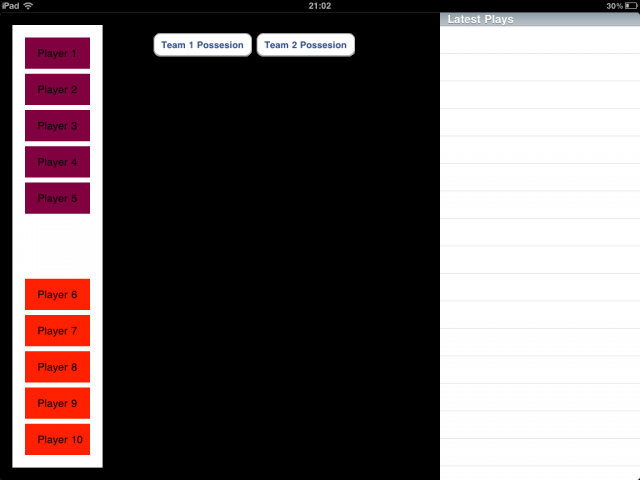 iPad 21:02 30%
Latest Plays
Team 1 Possesion Team 2 Possesion
Player 1
Player 2
Player 3
Player 4
Player 5
Player 6
Player 7
Player 8
Player 9
Player 10